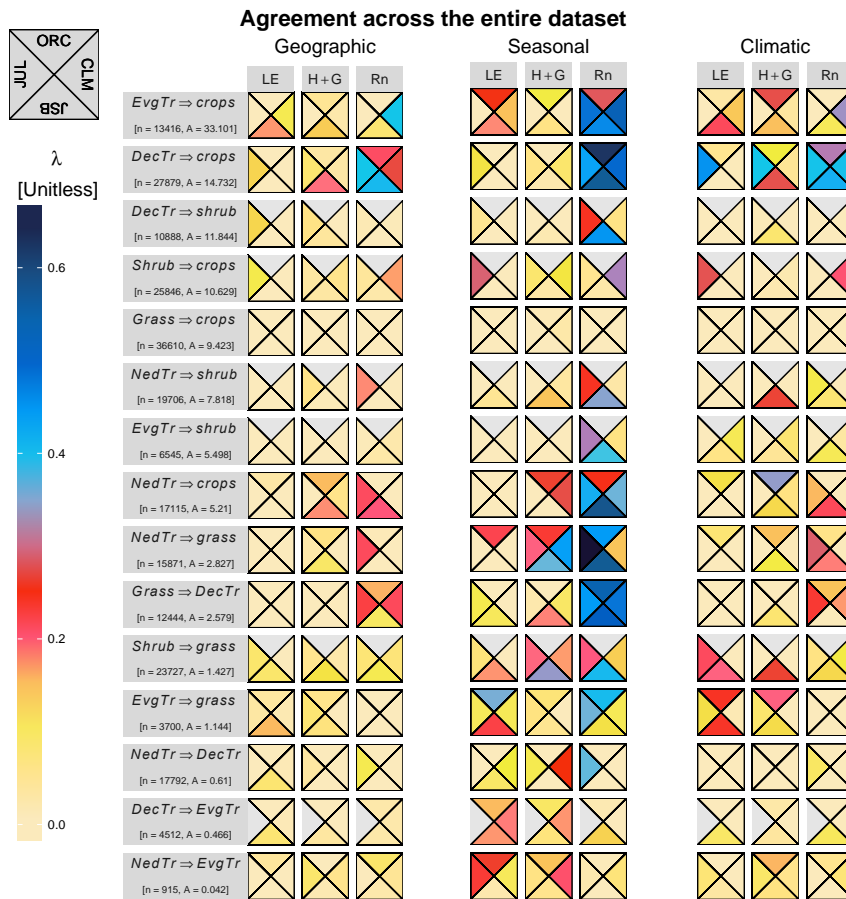 Agreement across the entire dataset
ORC
JUL
CLM
JSB
Geographic
Seasonal
Climatic
LE
H + G
Rn
LE
H + G
Rn
LE
H + G
Rn
λ
[Unitless]
0.6
0.4
0.2
0.0
EvgTr ⇒ crops
[n = 13416, A = 33.101]
DecTr ⇒ crops
[n = 27879, A = 14.732]
DecTr ⇒ shrub
[n = 10888, A = 11.844]
Shrub ⇒ crops
[n = 25846, A = 10.629]
Grass ⇒ crops
[n = 36610, A = 9.423]
NedTr ⇒ shrub
[n = 19706, A = 7.818]
EvgTr ⇒ shrub
[n = 6545, A = 5.498]
NedTr ⇒ crops
[n = 17115, A = 5.21]
NedTr ⇒ grass
[n = 15871, A = 2.827]
Grass ⇒ DecTr
[n = 12444, A = 2.579]
Shrub ⇒ grass
[n = 23727, A = 1.427]
EvgTr ⇒ grass
[n = 3700, A = 1.144]
NedTr ⇒ DecTr
[n = 17792, A = 0.61]
DecTr ⇒ EvgTr
[n = 4512, A = 0.466]
NedTr ⇒ EvgTr
[n = 915, A = 0.042]